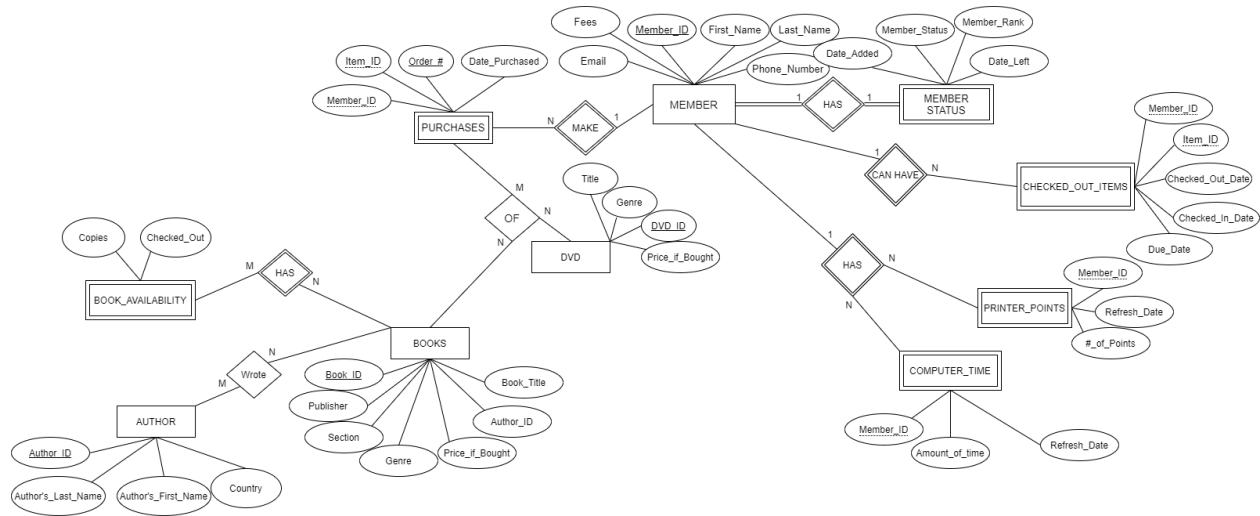 Fees
Member_ID
First_Name
Last_Name
Member_Status
Member_Rank
Item_ID
Order_#
Date_Purchased
Email
Date_Added
Phone_Number
Date_Left
Member_ID
PURCHASES
N
MAKE
1
MEMBER
1
HAS
1
MEMBER
STATUS
Member_ID
Item_ID
Checked_Out_Date
Checked_In_Date
Due_Date
1
CAN HAVE
N
CHECKED_OUT_ITEMS
M
OF
N
N
Title
Genre
DVD_ID
Price_if_Bought
DVD
Copies
Checked_Out
M
HAS
N
BOOK_AVAILABILITY
1
HAS
N
N
Member_ID
Refresh_Date
#_of_Points
PRINTER_POINTS
BOOKS
N
Wrote
M
Book_ID
Publisher
Section
Genre
Price_if_Bought
Author_ID
Book_Title
COMPUTER_TIME
Member_ID
Amount_of_time
Refresh_Date
AUTHOR
Author_ID
Author's_Last_Name
Author's_First_Name
Country